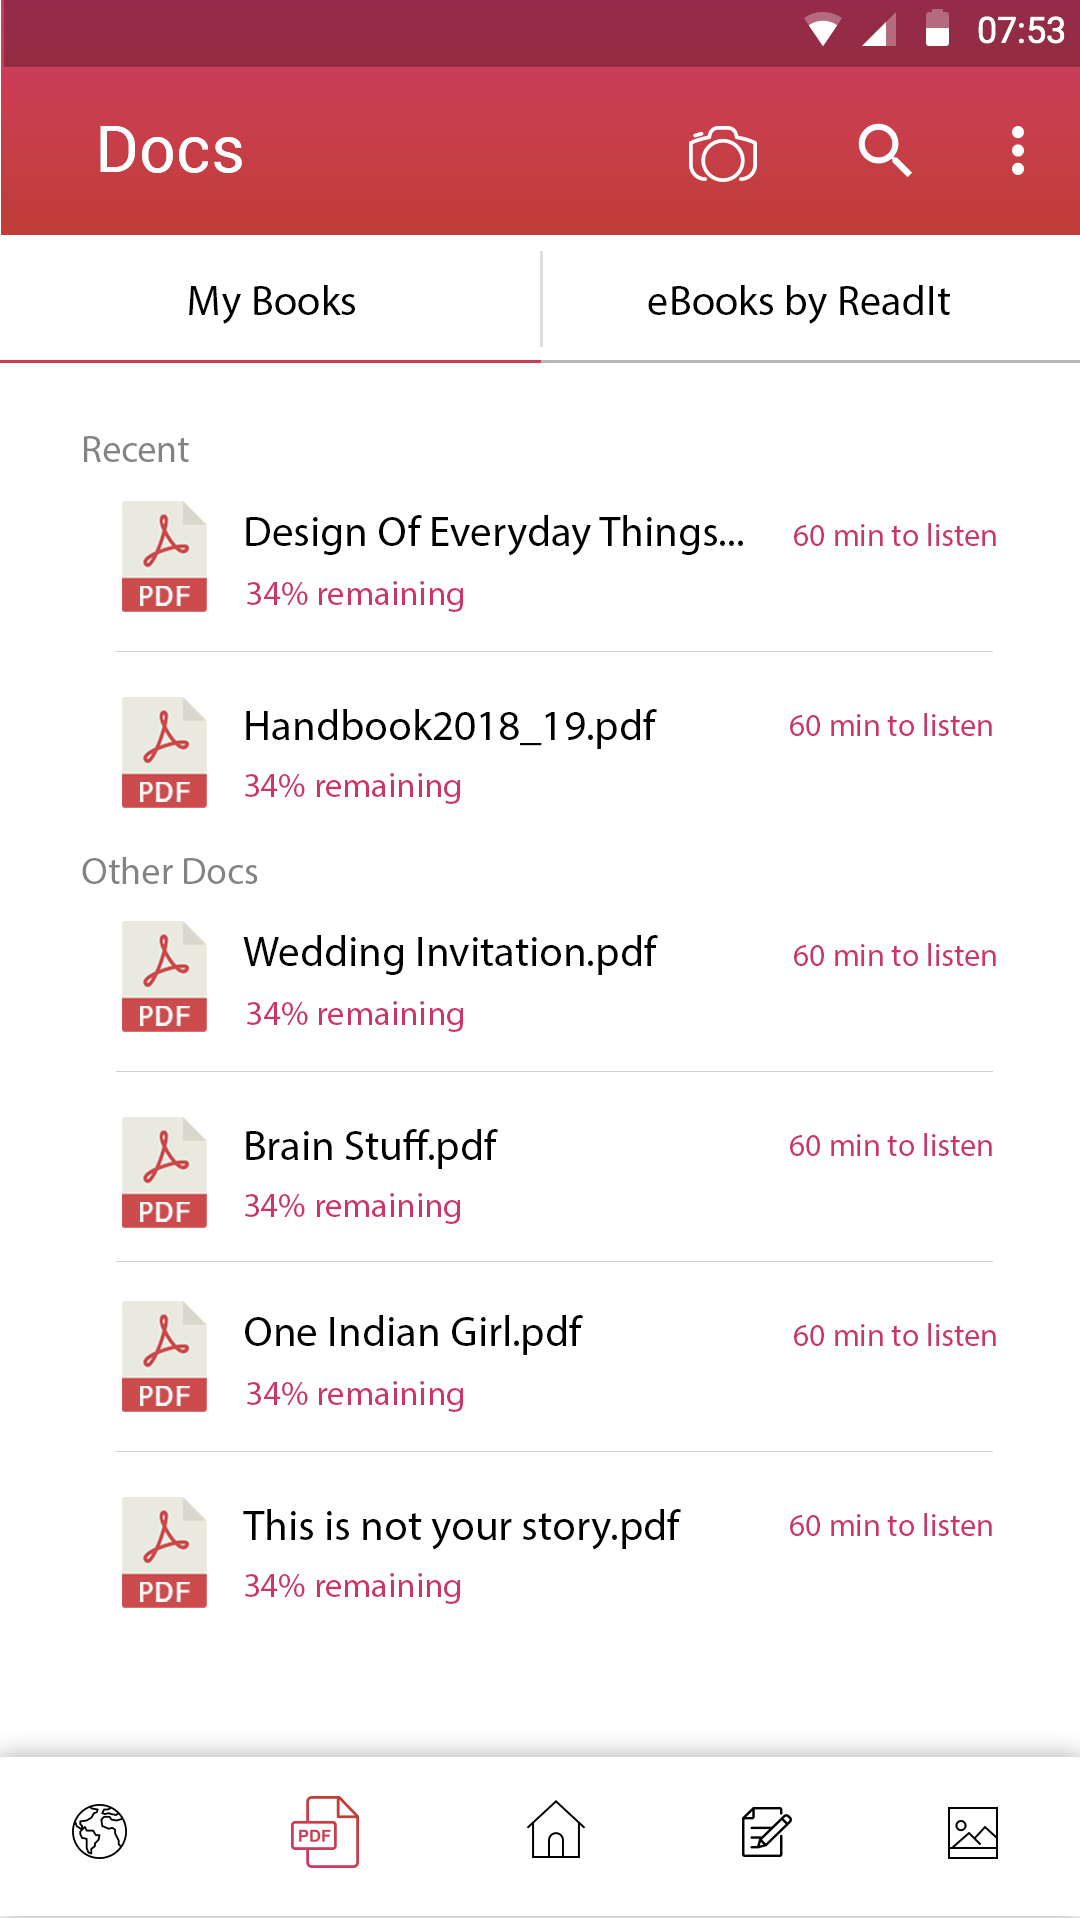 07:53
Docs
My Books
eBooks by ReadIt
Recent
Design Of Everyday Things... 60 min to listen
PDF
34% remaining
Handbook2018_19.pdf 60 min to listen
PDF
34% remaining
Other Docs
Wedding Invitation.pdf 60 min to listen
PDF
34% remaining
Brain Stuff.pdf 60 min to listen
PDF
34% remaining
One Indian Girl.pdf 60 min to listen
PDF
34% remaining
This is not your story.pdf 60 min to listen
PDF
34% remaining
PDF